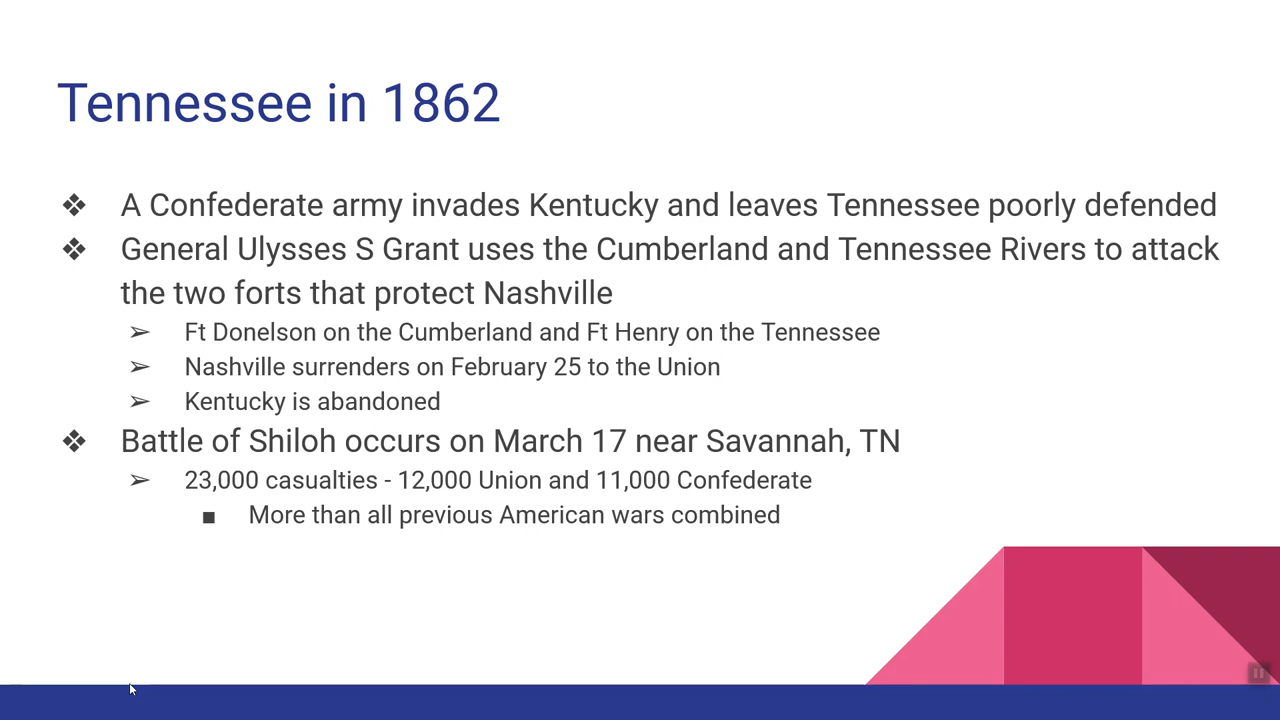 Tennessee in 1862
❖ A Confederate army invades Kentucky and leaves Tennessee poorly defended
❖ General Ulysses S Grant uses the Cumberland and Tennessee Rivers to attack
the two forts that protect Nashville
➢ Ft Donelson on the Cumberland and Ft Henry on the Tennessee
➢ Nashville surrenders on February 25 to the Union
➢ Kentucky is abandoned
❖ Battle of Shiloh occurs on March 17 near Savannah, TN
➢ 23,000 casualties - 12,000 Union and 11,000 Confederate
■ More than all previous American wars combined